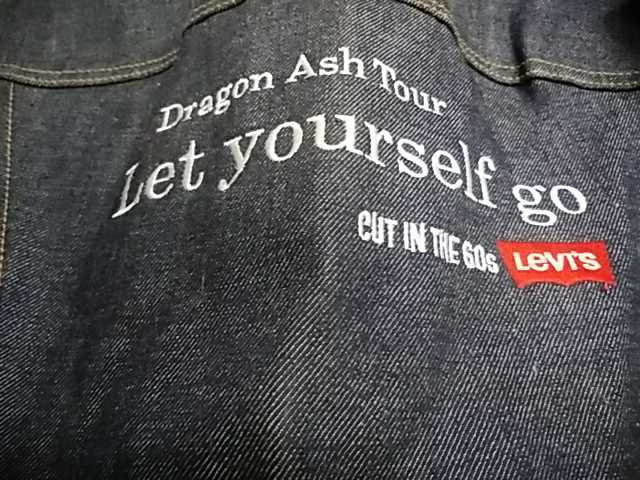 Dragon Ash Tour
Let yourself go
CUT IN THE 60s
Levi's